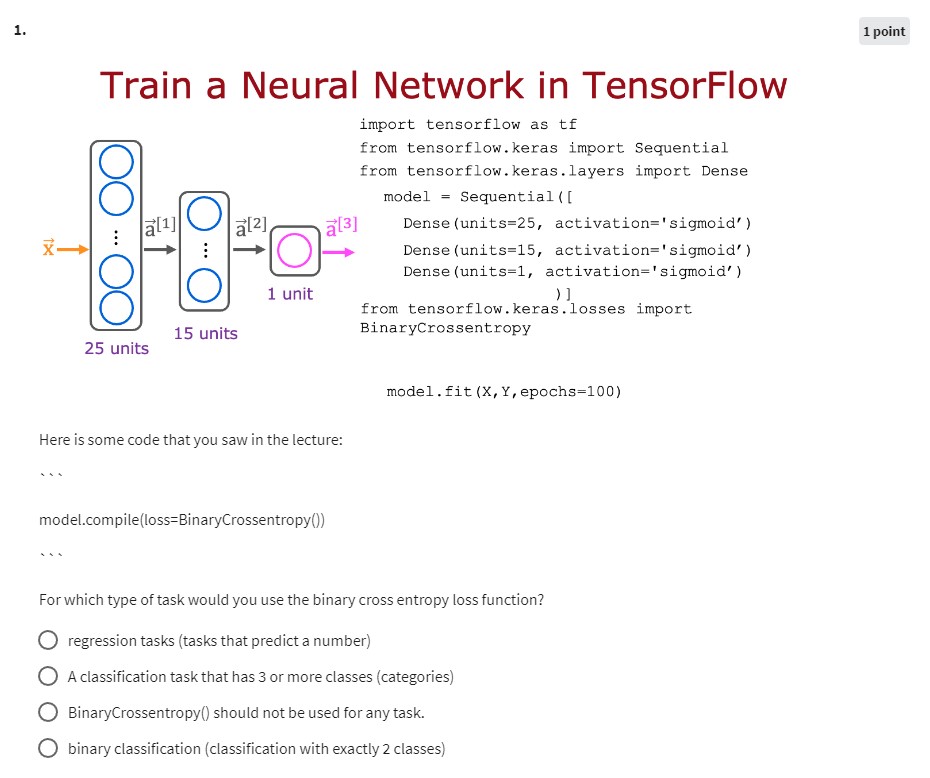 1.
1 point
Train a Neural Network in TensorFlow
import tensorflow as tf
from tensorflow.keras import Sequential
from tensorflow.keras.layers import Dense
model = Sequential([
Dense(units=25, activation='sigmoid')
Dense(units=15, activation='sigmoid')
Dense(units=1, activation='sigmoid')
)]
from tensorflow.keras.losses import
BinaryCrossentropy
model.fit(X,Y,epochs=100)
x⃗
a⃗[1]
a⃗[2]
a⃗[3]
25 units
15 units
1 unit
Here is some code that you saw in the lecture:
```
model.compile(loss=BinaryCrossentropy())
```
For which type of task would you use the binary cross entropy loss function?
regression tasks (tasks that predict a number)
A classification task that has 3 or more classes (categories)
BinaryCrossentropy() should not be used for any task.
binary classification (classification with exactly 2 classes)